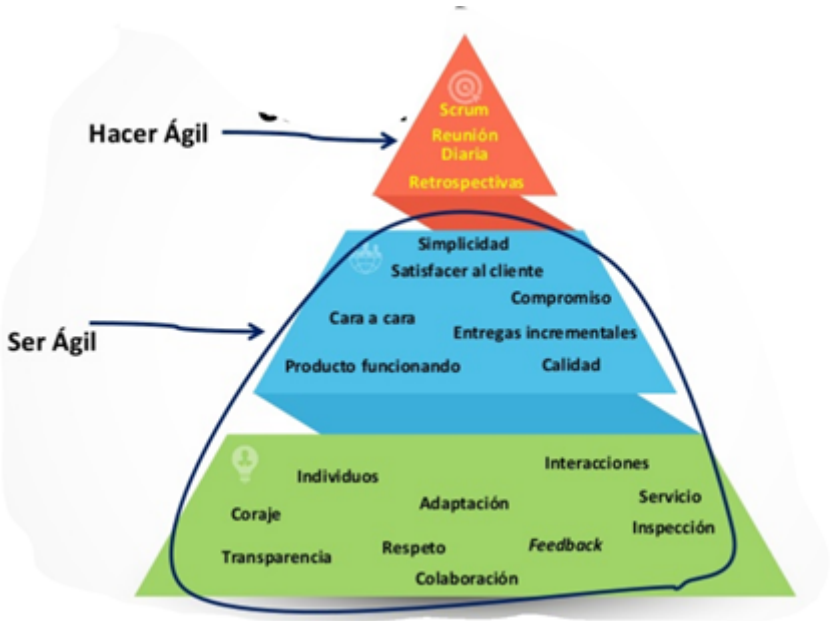 Hacer Ágil
Scrum
Reunión
Diaria
Retrospectivas
Ser Ágil
Simplicidad
Satisfacer al cliente
Compromiso
Cara a cara
Entregas incrementales
Producto funcionando
Calidad
Interacciones
Individuos
Servicio
Adaptación
Coraje
Inspección
Feedback
Respeto
Transparencia
Colaboración